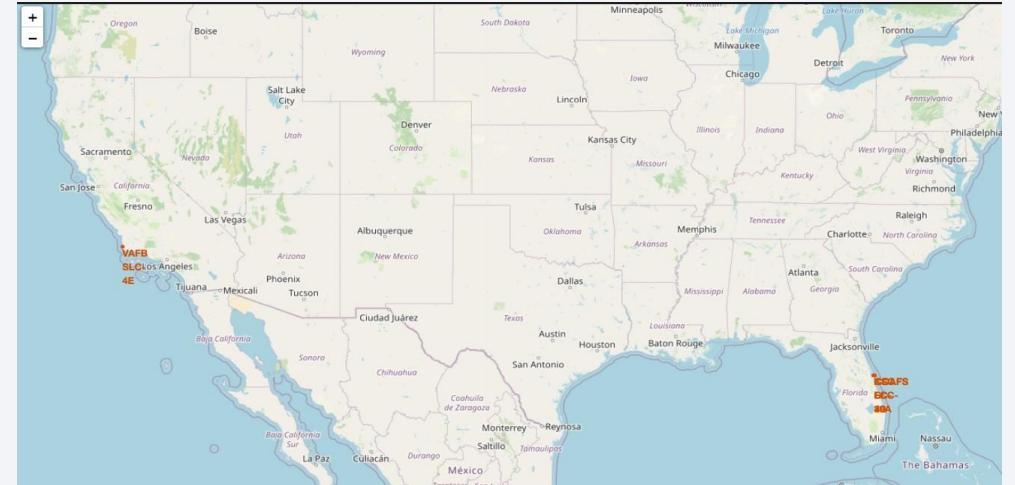 +
−
Oregon
Boise
South Dakota
Minneapolis
Lake Huron
Toronto
Wyoming
Lake Michigan
Milwaukee
Detroit
New York
Chicago
Salt Lake
City
Nebraska
Iowa
Lincoln
Pennsylvania
Denver
Utah
Colorado
Illinois
Indiana
Ohio
Philadelphia
Kansas City
Sacramento
Nevada
Kansas
Missouri
West Virginia
Washington
San Jose
California
Kentucky
Virginia
Richmond
Fresno
Las Vegas
Tulsa
Raleigh
Albuquerque
Oklahoma
Memphis
Tennessee
Charlotte
North Carolina
VAFB
SLC-
4E
Los Angeles
Arizona
New Mexico
Arkansas
Atlanta
South Carolina
Tijuana
Mexicali
Phoenix
Tucson
Dallas
Mississippi
Alabama
Georgia
Ciudad Juárez
Texas
Louisiana
Baja California
Austin
Houston
Baton Rouge
Jacksonville
Sonora
San Antonio
Chihuahua
Florida
Coahuila
de Zaragoza
Baja California
Sur
Monterrey
Reynosa
Miami
Nassau
Saltillo
Tamaulipas
La Paz
Culiacán
Durango
México
The Bahamas